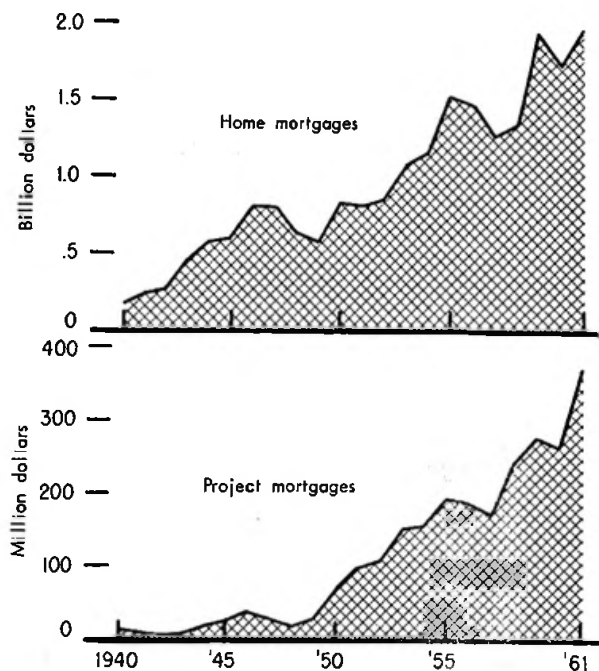 2.0
Billion dollars
1.5
Home mortgages
1.0
.5
0
400
Million dollars
300
Project mortgages
200
100
0
1940 '45 '50 '55 '61